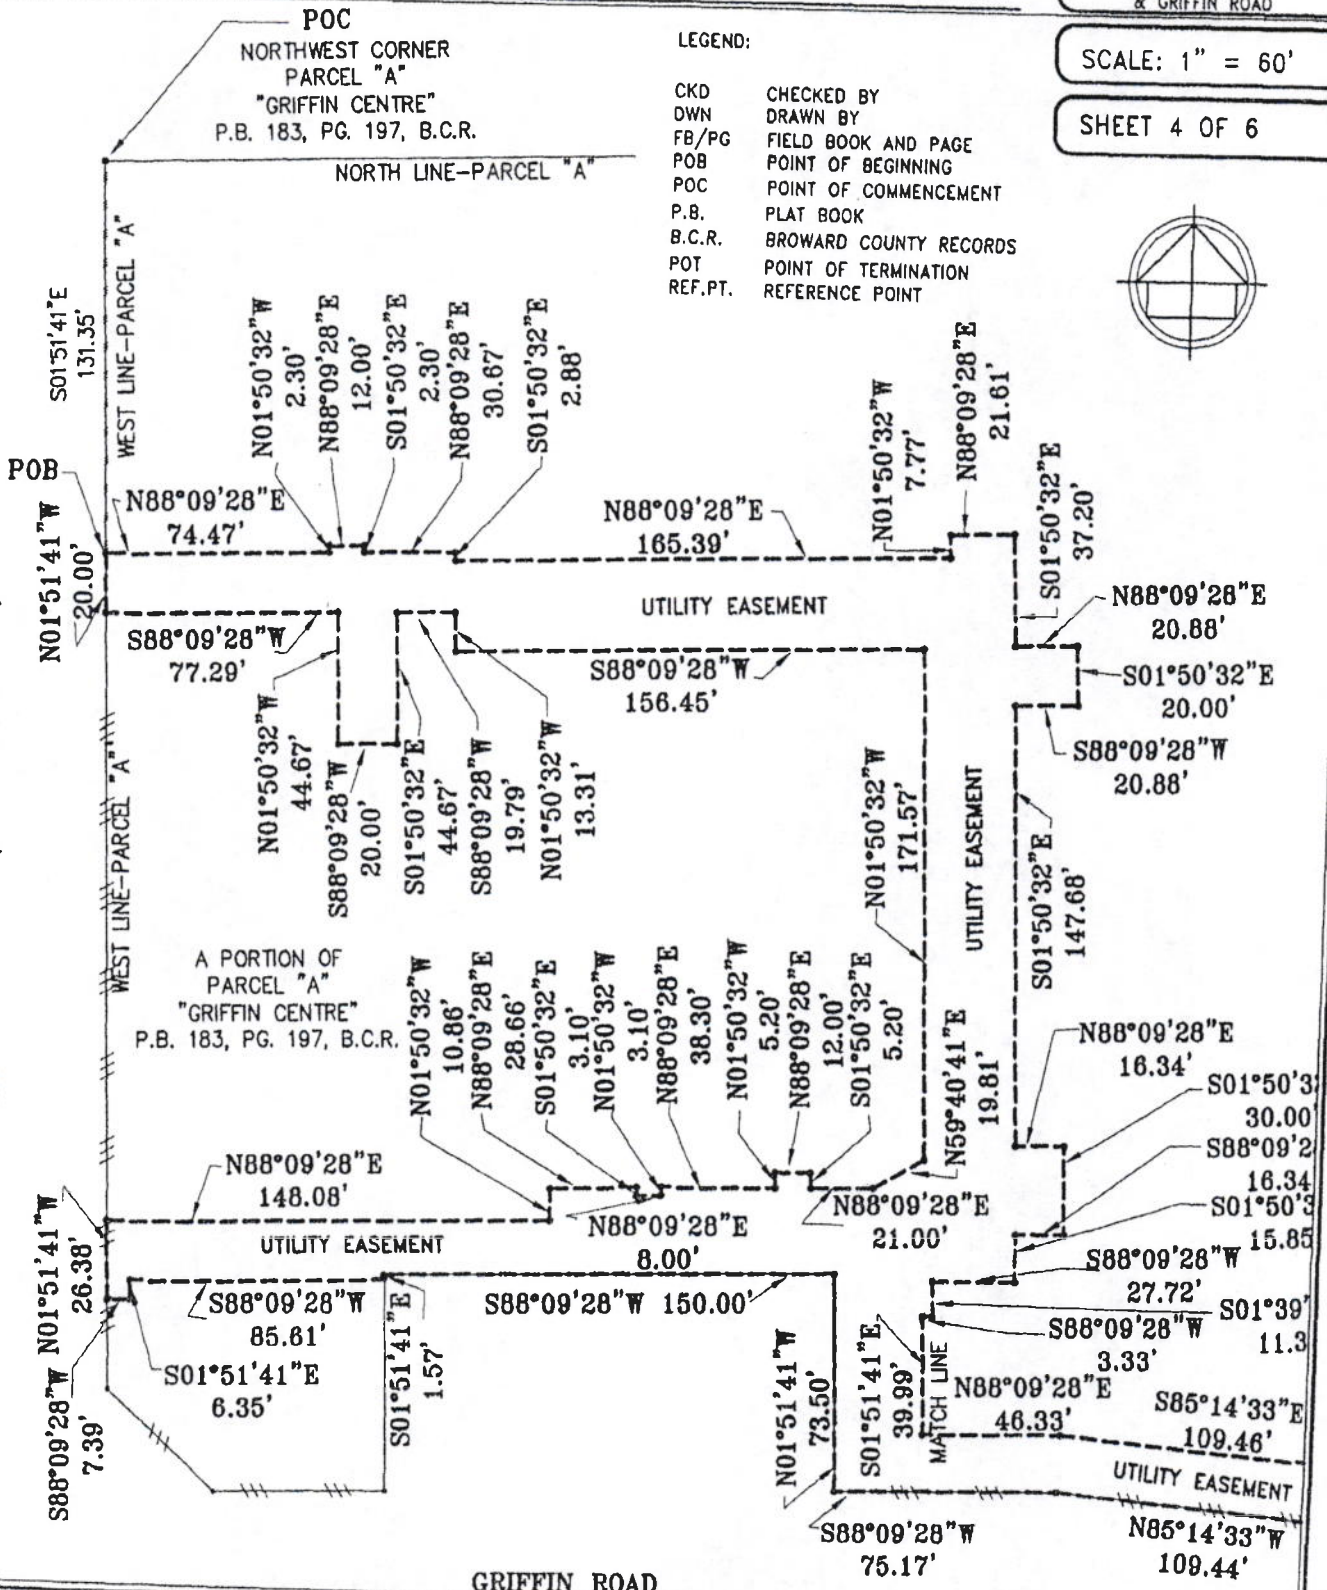 & GRIFFIN ROAD
SCALE: 1" = 60'
SHEET 4 OF 6
POC
NORTHWEST CORNER
PARCEL "A"
"GRIFFIN CENTRE"
P.B. 183, PG. 197, B.C.R.
NORTH LINE-PARCEL "A"
LEGEND:
CKD CHECKED BY
DWN DRAWN BY
FB/PG FIELD BOOK AND PAGE
POB POINT OF BEGINNING
POC POINT OF COMMENCEMENT
P.B. PLAT BOOK
B.C.R. BROWARD COUNTY RECORDS
POT POINT OF TERMINATION
REF.PT. REFERENCE POINT
S01°51'41"E
131.35'
WEST LINE-PARCEL "A"
N01°50'32"W
2.30'
N88°09'28"E
12.00'
S01°50'32"E
2.30'
N88°09'28"E
30.67'
S01°50'32"E
2.88'
N01°50'32"W
7.77'
N88°09'28"E
21.61'
S01°50'32"E
37.20'
POB
N88°09'28"E
74.47'
N88°09'28"E
165.39'
N01°51'41"W
20.00'
UTILITY EASEMENT
N88°09'28"E
20.88'
S88°09'28"W
77.29'
S88°09'28"W
156.45'
S01°50'32"E
20.00'
S88°09'28"W
20.88'
N01°50'32"W
44.67'
S88°09'28"W
20.00'
S01°50'32"E
44.67'
S88°09'28"W
19.79'
N01°50'32"W
13.31'
N01°50'32"W
171.57'
UTILITY EASEMENT
S01°50'32"E
147.68'
WEST LINE-PARCEL "A"
A PORTION OF
PARCEL "A"
"GRIFFIN CENTRE"
P.B. 183, PG. 197, B.C.R.
N01°50'32"W
10.86'
N88°09'28"E
28.66'
S01°50'32"E
3.10'
N01°50'32"W
3.10'
N88°09'28"E
38.30'
N01°50'32"W
5.20'
N88°09'28"E
12.00'
S01°50'32"E
5.20'
N59°40'41"E
19.81'
N88°09'28"E
16.34'
S01°50'3
30.00'
S88°09'2
16.34
S01°50'3
15.85
N88°09'28"E
148.08'
N88°09'28"E
8.00'
N88°09'28"E
21.00'
UTILITY EASEMENT
N01°51'41"W
26.38'
S88°09'28"W
85.61'
S88°09'28"W 150.00'
S88°09'28"W
27.72'
S01°39'
11.3
S88°09'28"W
3.33'
S01°51'41"E
6.35'
S88°09'28"W
7.39'
S01°51'41"E
1.57'
N01°51'41"W
73.50'
S01°51'41"E
39.99'
MATCH LINE
N88°09'28"E
46.33'
S85°14'33"E
109.46'
UTILITY EASEMENT
S88°09'28"W
75.17'
N85°14'33"W
109.44'
GRIFFIN ROAD